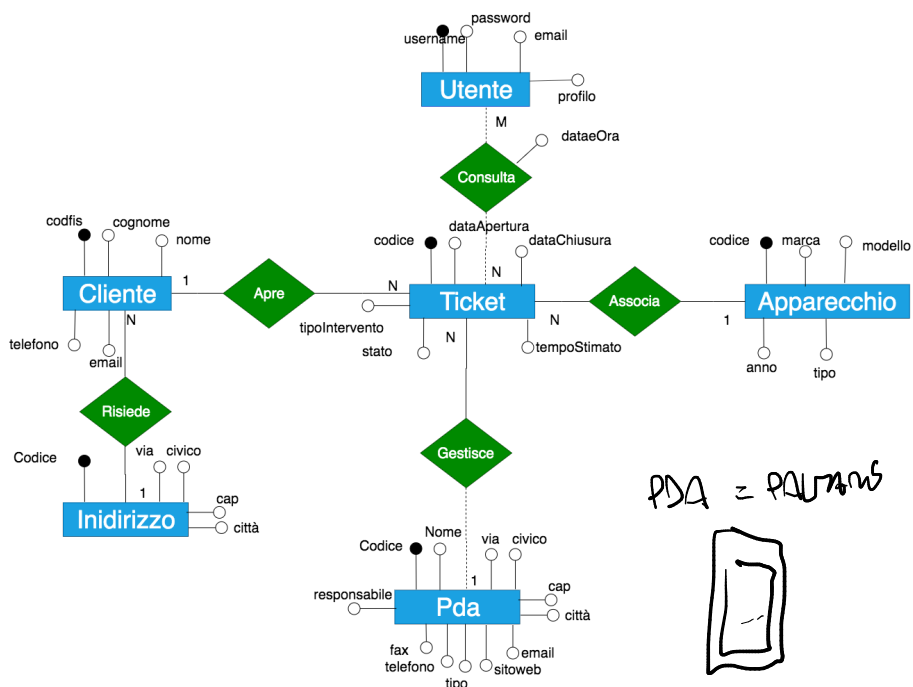 password
username
email
Utente
profilo
M
dataeOra
Consulta
codfis
cognome
nome
codice
dataApertura
dataChiusura
codice
marca
modello
Cliente
1
Apre
N
N
Ticket
Associa
Apparecchio
N
tipoIntervento
N
N
1
telefono
email
stato
tempoStimato
anno
tipo
Risiede
Gestisce
Codice
via
civico
1
cap
Inidirizzo
città
PDA =
Codice
Nome
via
civico
1
responsabile
Pda
cap
città
fax
telefono
tipo
sitoweb
email